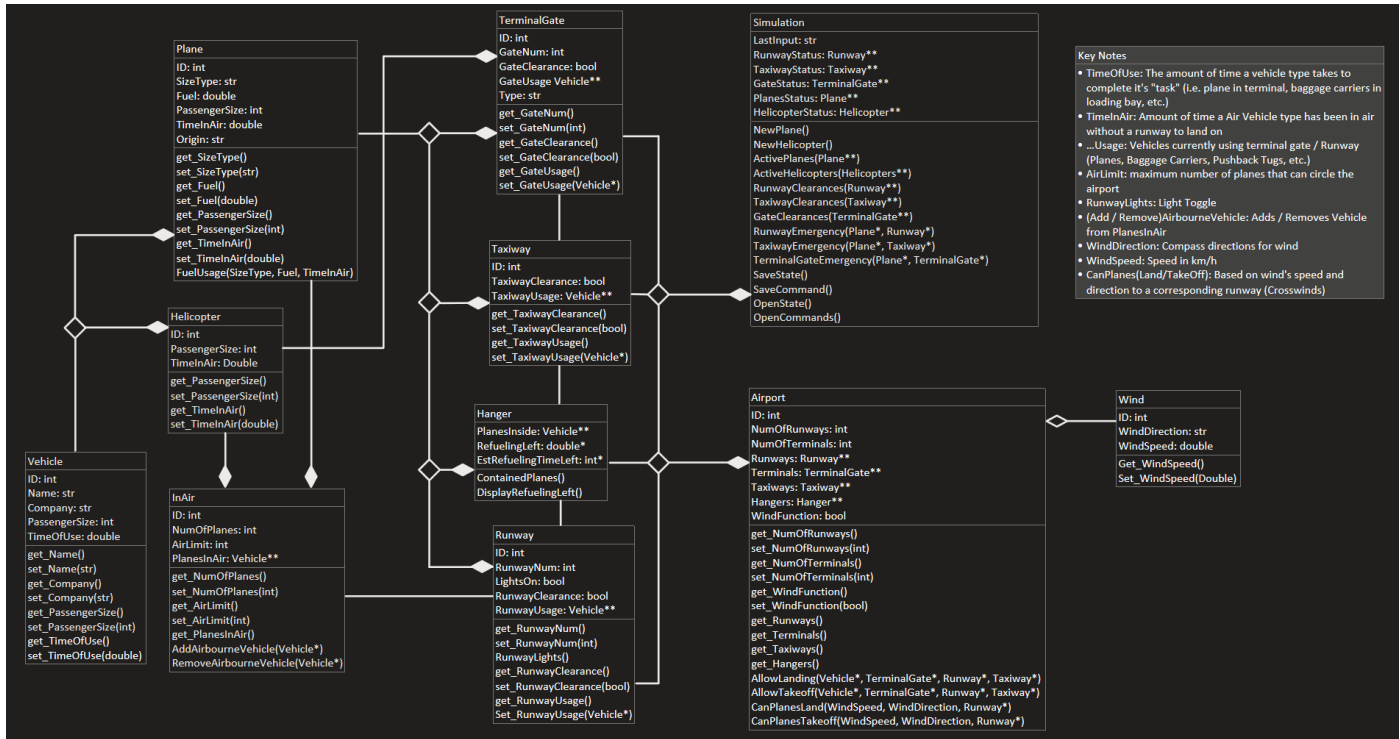 Plane
ID: int
SizeType: str
Fuel: double
PassengerSize: int
TimeInAir: double
Origin: str
get_SizeType()
set_SizeType(str)
get_Fuel()
set_Fuel(double)
get_PassengerSize()
set_PassengerSize(int)
get_TimeInAir()
set_TimeInAir(double)
FuelUsage(SizeType, Fuel, TimeInAir)
Helicopter
ID: int
PassengerSize: int
TimeInAir: Double
get_PassengerSize()
set_PassengerSize(int)
get_TimeInAir()
set_TimeInAir(double)
Vehicle
ID: int
Name: str
Company: str
PassengerSize: int
TimeOfUse: double
get_Name()
set_Name(str)
get_Company()
set_Company(str)
get_PassengerSize()
set_PassengerSize(int)
get_TimeOfUse()
set_TimeOfUse(double)
InAir
ID: int
NumOfPlanes: int
AirLimit: int
PlanesInAir: Vehicle**
get_NumOfPlanes()
set_NumOfPlanes(int)
get_AirLimit()
set_AirLimit(int)
get_PlanesInAir()
AddAirbourneVehicle(Vehicle*)
RemoveAirbourneVehicle(Vehicle*)
TerminalGate
ID: int
GateNum: int
GateClearance: bool
GateUsage Vehicle**
Type: str
get_GateNum()
set_GateNum(int)
get_GateClearance()
set_GateClearance(bool)
get_GateUsage()
set_GateUsage(Vehicle*)
Taxiway
ID: int
TaxiwayClearance: bool
TaxiwayUsage: Vehicle**
get_TaxiwayClearance()
set_TaxiwayClearance(bool)
get_TaxiwayUsage()
set_TaxiwayUsage(Vehicle*)
Hanger
PlanesInside: Vehicle**
RefuelingLeft: double*
EstRefuelingTimeLeft: int*
ContainedPlanes()
DisplayRefuelingLeft()
Runway
ID: int
RunwayNum: int
LightsOn: bool
RunwayClearance: bool
RunwayUsage: Vehicle**
get_RunwayNum()
set_RunwayNum(int)
RunwayLights()
get_RunwayClearance()
set_RunwayClearance(bool)
get_RunwayUsage()
Set_RunwayUsage(Vehicle*)
Simulation
LastInput: str
RunwayStatus: Runway**
TaxiwayStatus: Taxiway**
GateStatus: TerminalGate**
PlanesStatus: Plane**
HelicopterStatus: Helicopter**
NewPlane()
NewHelicopter()
ActivePlanes(Plane**)
ActiveHelicopters(Helicopters**)
RunwayClearances(Runway**)
TaxiwayClearances(Taxiway**)
GateClearances(TerminalGate**)
RunwayEmergency(Plane*, Runway*)
TaxiwayEmergency(Plane*, Taxiway*)
TerminalGateEmergency(Plane*, TerminalGate*)
SaveState()
SaveCommand()
OpenState()
OpenCommands()
Airport
ID: int
NumOfRunways: int
NumOfTerminals: int
Runways: Runway**
Terminals: TerminalGate**
Taxiways: Taxiway**
Hangers: Hanger**
WindFunction: bool
get_NumOfRunways()
set_NumOfRunways(int)
get_NumOfTerminals()
set_NumOfTerminals(int)
get_WindFunction()
set_WindFunction(bool)
get_Runways()
get_Terminals()
get_Taxiways()
get_Hangers()
AllowLanding(Vehicle*, TerminalGate*, Runway*, Taxiway*)
AllowTakeoff(Vehicle*, TerminalGate*, Runway*, Taxiway*)
CanPlanesLand(WindSpeed, WindDirection, Runway*)
CanPlanesTakeoff(WindSpeed, WindDirection, Runway*)
Wind
ID: int
WindDirection: str
WindSpeed: double
Get_WindSpeed()
Set_WindSpeed(Double)
Key Notes
• TimeOfUse: The amount of time a vehicle type takes to
complete it's "task" (i.e. plane in terminal, baggage carriers in
loading bay, etc.)
• TimeInAir: Amount of time a Air Vehicle type has been in air
without a runway to land on
• ...Usage: Vehicles currently using terminal gate / Runway
(Planes, Baggage Carriers, Pushback Tugs, etc.)
• AirLimit: maximum number of planes that can circle the
airport
• RunwayLights: Light Toggle
• (Add / Remove)AirbourneVehicle: Adds / Removes Vehicle
from PlanesInAir
• WindDirection: Compass directions for wind
• WindSpeed: Speed in km/h
• CanPlanes(Land/TakeOff): Based on wind's speed and
direction to a corresponding runway (Crosswinds)